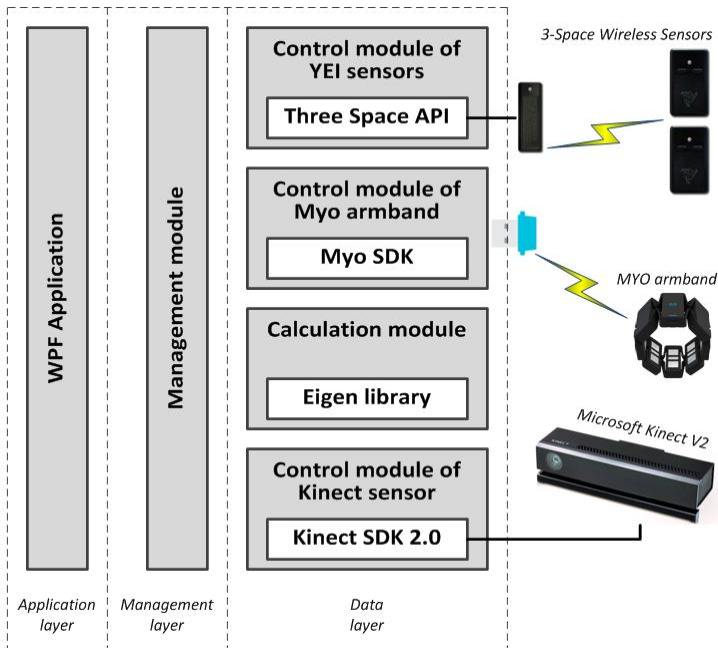 Control module of
YEI sensors
Three Space API
3-Space Wireless Sensors
Control module of
Myo armband
Myo SDK
MYO armband
WPF Application
Management module
Calculation module
Eigen library
Microsoft Kinect V2
KINECT
Control module of
Kinect sensor
Kinect SDK 2.0
Application
layer
Management
layer
Data
layer